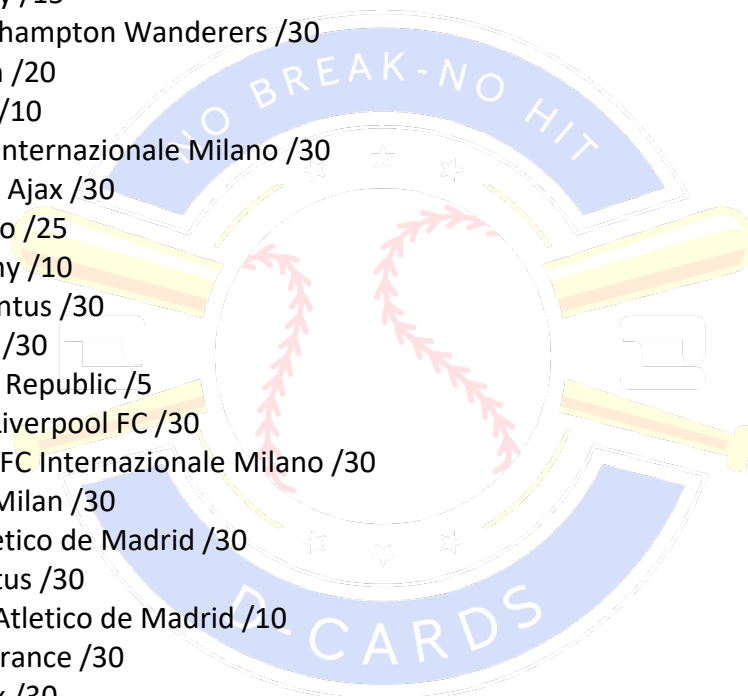 hampton Wanderers /30
/20
/10
nternazionale Milano /30
Ajax /30
o /25
ny /10
ntus /30
/30
Republic /5
Liverpool FC /30
FC Internazionale Milano /30
Milan /30
etico de Madrid /30
tus /30
Atletico de Madrid /10
rance /30
NO BREAK-NO HIT
D-CARDS